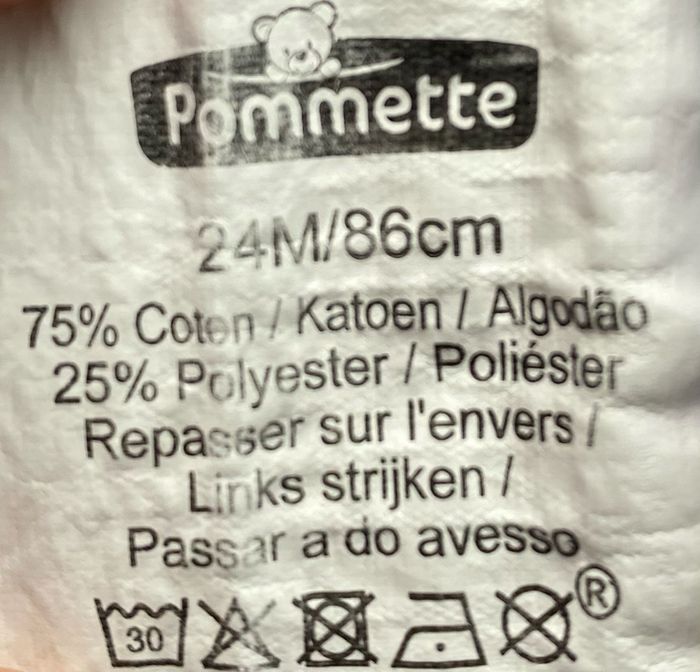 Pommette
24M/86cm
75% Coton / Katoen / Algodão
25% Polyester / Poliéster
Repasser sur l'envers /
Links strijken /
Passar a do avesso
30
®